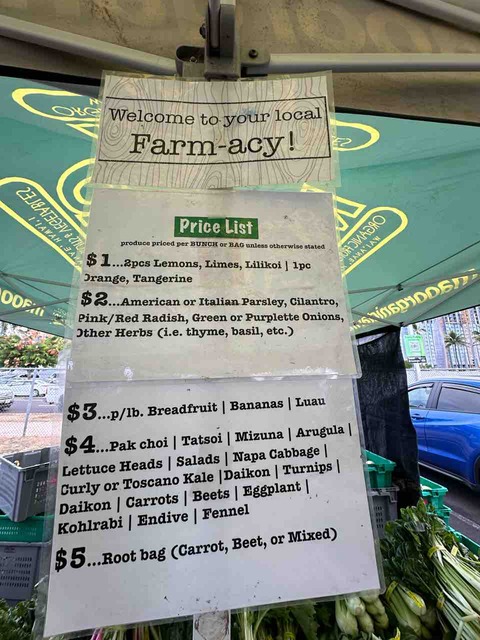 Welcome to your local
Farm-acy!
Price List
produce priced per BUNCH or BAG unless otherwise stated
$1...2pcs Lemons, Limes, Lilikoi | 1pc
Orange, Tangerine
$2...American or Italian Parsley, Cilantro,
Pink/Red Radish, Green or Purplette Onions,
Other Herbs (i.e. thyme, basil, etc.)
$3...p/lb. Breadfruit | Bananas | Luau
$4...Pak choi | Tatsoi | Mizuna | Arugula |
Lettuce Heads | Salads | Napa Cabbage |
Curly or Toscano Kale |Daikon | Turnips |
Daikon | Carrots | Beets | Eggplant |
Kohlrabi | Endive | Fennel
$5...Root bag (Carrot, Beet, or Mixed)